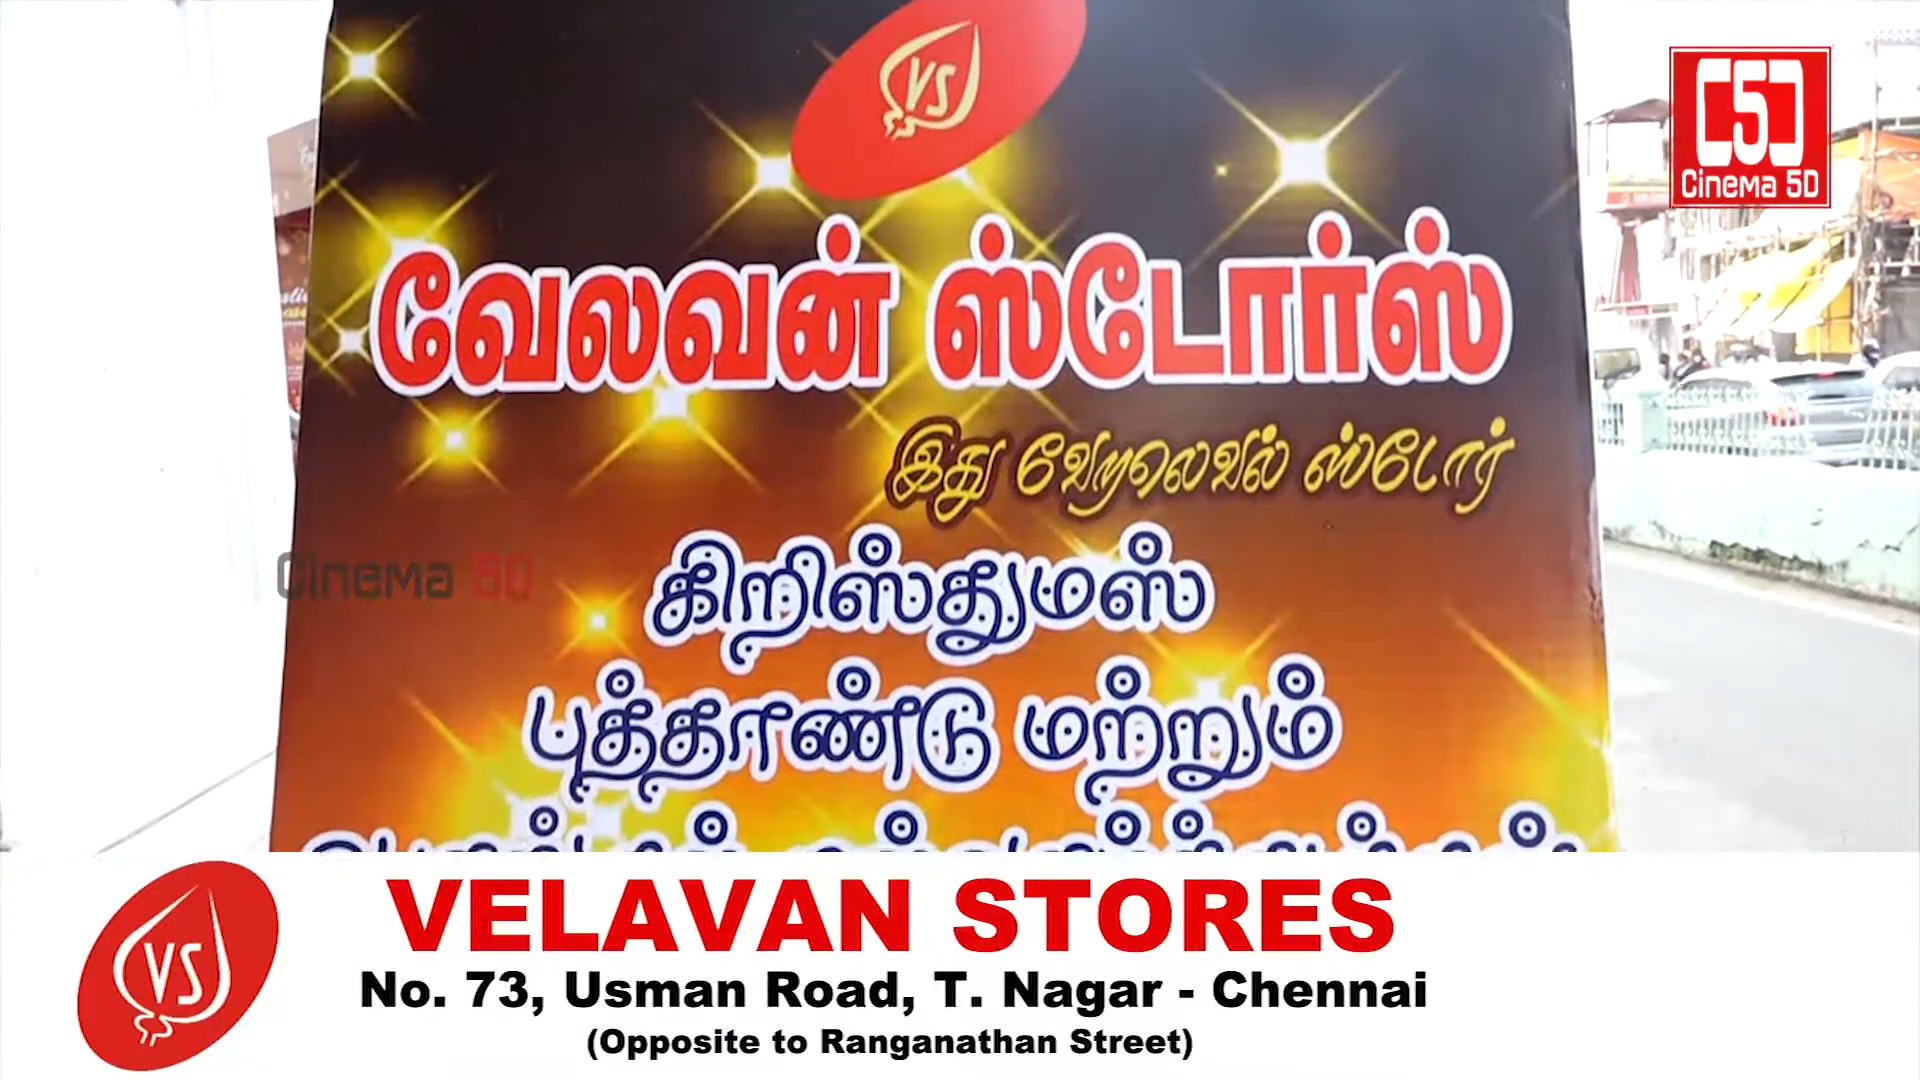 VS
5
Cinema 5D
வேலவன் ஸ்டோர்ஸ்
இது வேறலெவல் ஸ்டோர்
கிறிஸ்துமஸ்
Cinema 5D
புத்தாண்டு மற்றும்
VS
VELAVAN STORES
No. 73, Usman Road, T. Nagar - Chennai
(Opposite to Ranganathan Street)